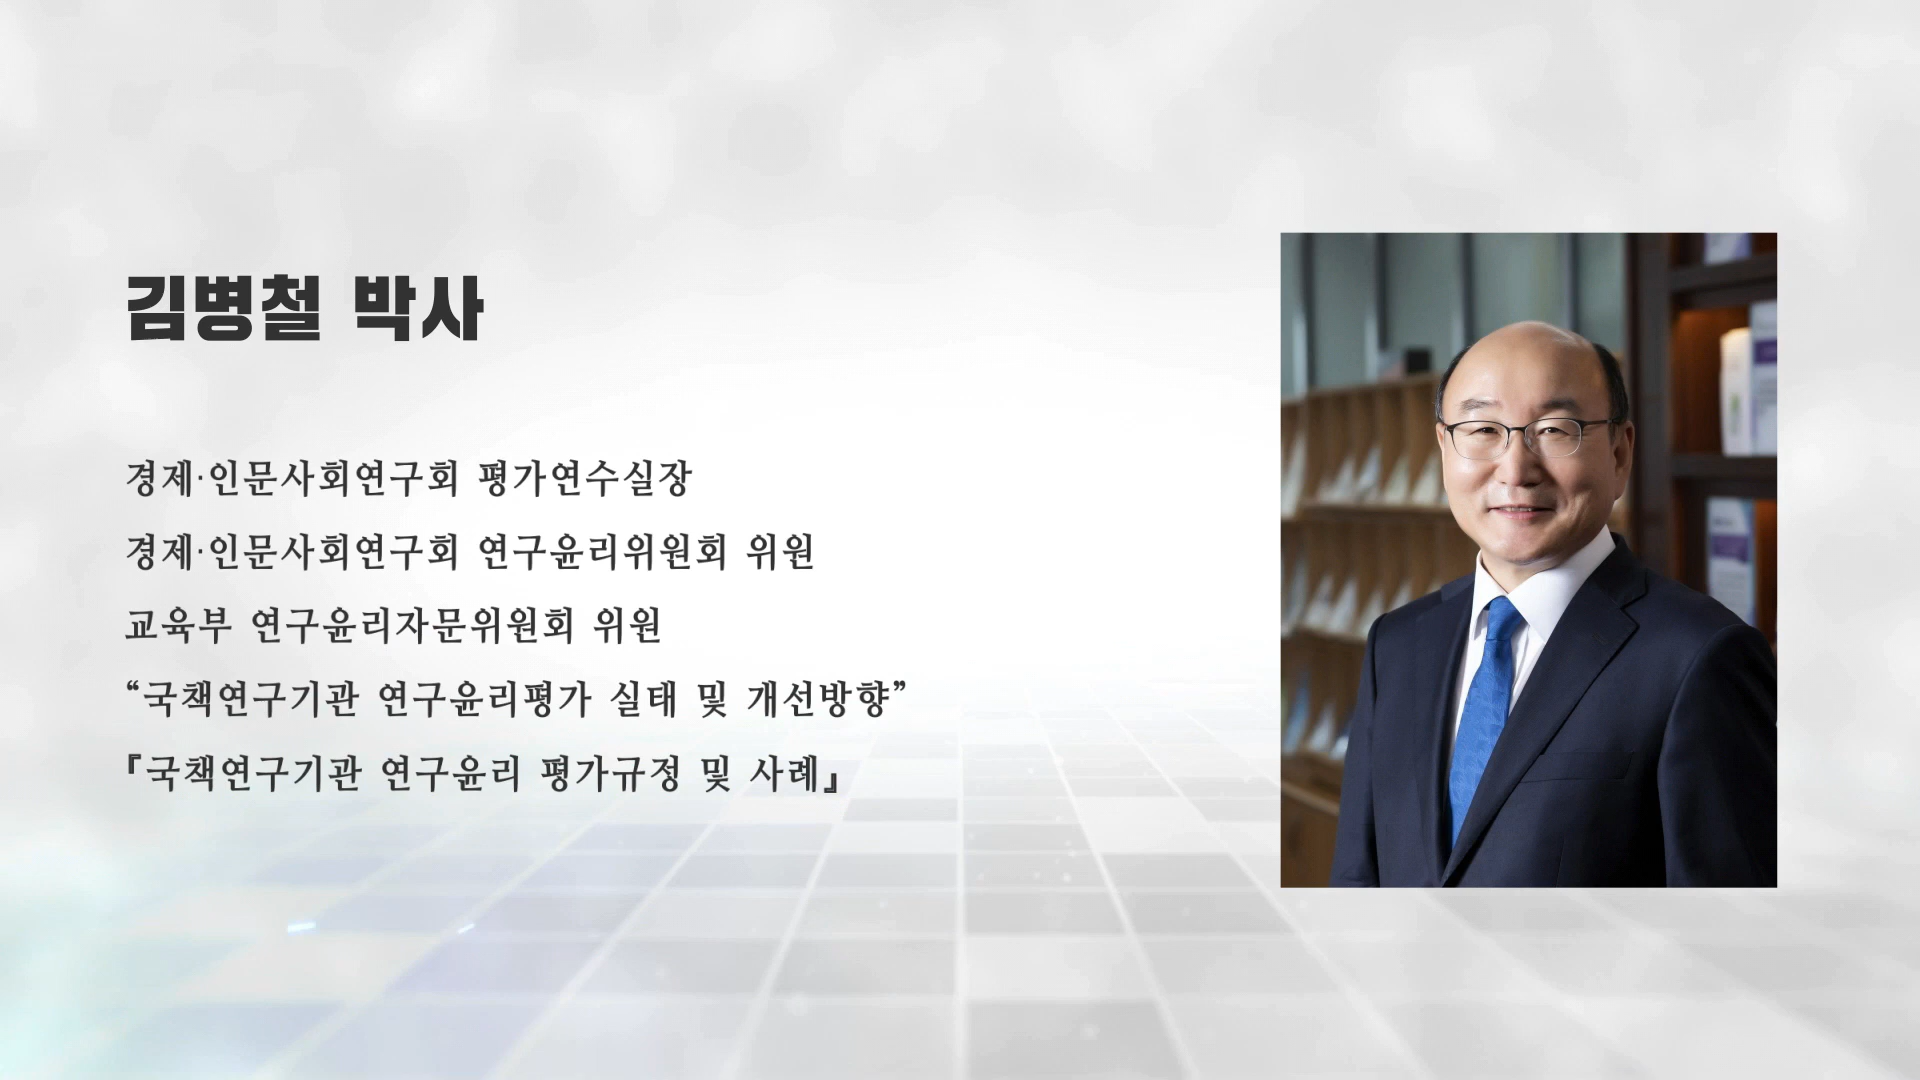 김병철 박사
경제·인문사회연구회 평가연수실장
경제·인문사회연구회 연구윤리위원회 위원
교육부 연구윤리자문위원회 위원
“국책연구기관 연구윤리평가 실태 및 개선방향”
『국책연구기관 연구윤리 평가규정 및 사례』